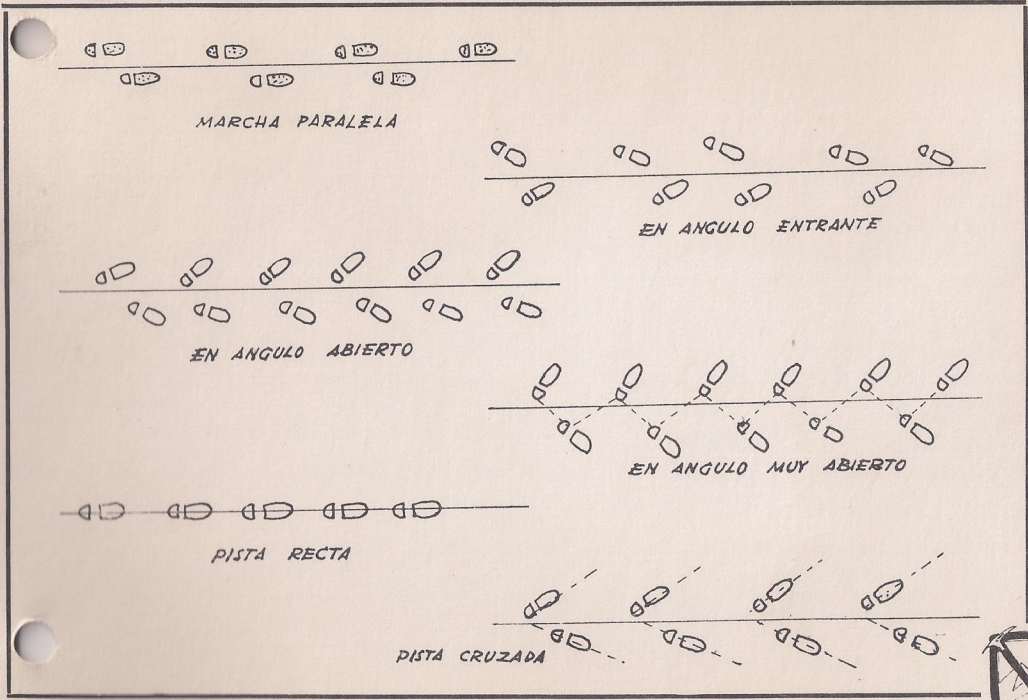 MARCHA PARALELA
EN ANGULO ENTRANTE
EN ANGULO ABIERTO
EN ANGULO MUY ABIERTO
PISTA RECTA
PISTA CRUZADA